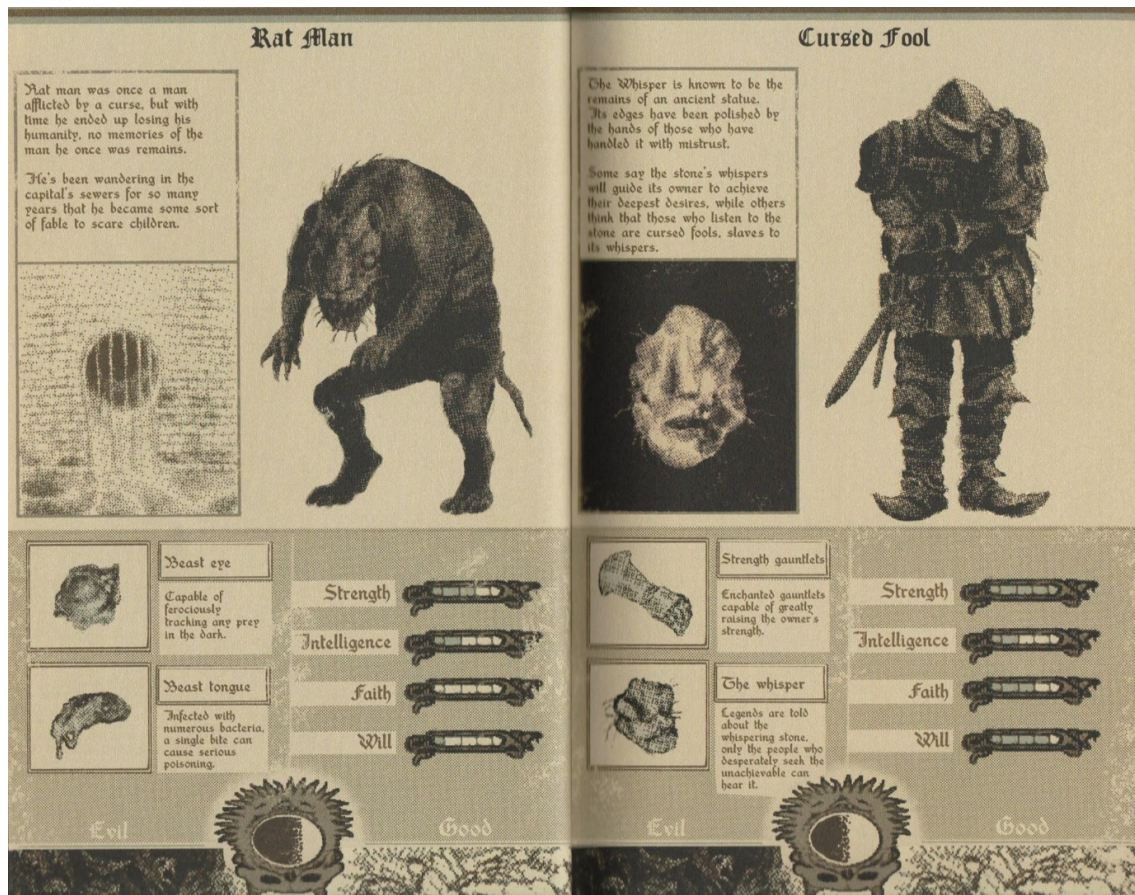 Rat Man
Rat man was once a man
afflicted by a curse, but with
time he ended up losing his
humanity, no memories of the
man he once was remains.
He's been wandering in the
capital's sewers for so many
years that he became some sort
of fable to scare children.
Beast eye
Capable of
ferociously
tracking any prey
in the dark.
Beast tongue
Infected with
numerous bacteria,
a single bite can
cause serious
poisoning.
Strength
Intelligence
Faith
Will
Evil
Good
Cursed Fool
The Whisper is known to be the
remains of an ancient statue.
Its edges have been polished by
the hands of those who have
handled it with mistrust.
Some say the stone's whispers
will guide its owner to achieve
their deepest desires, while others
think that those who listen to the
stone are cursed fools, slaves to
its whispers.
Strength gauntlets
Enchanted gauntlets
capable of greatly
raising the owner's
strength.
The whisper
Legends are told
about the
whispering stone,
only the people who
desperately seek the
unachievable can
hear it.
Strength
Intelligence
Faith
Will
Evil
Good